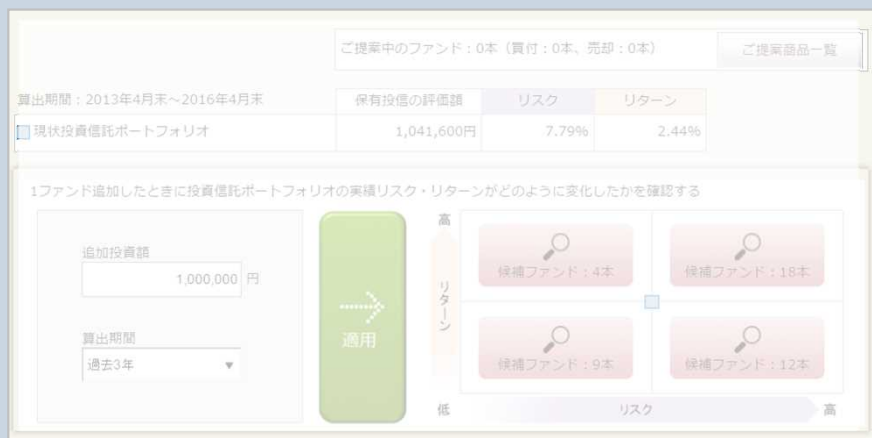 ご提案中のファンド：0本（買付：0本、売却：0本）
ご提案商品一覧
算出期間：2013年4月末～2016年4月末
保有投信の評価額
リスク
リターン
現状投資信託ポートフォリオ
1,041,600円
7.79%
2.44%
1ファンド追加したときに投資信託ポートフォリオの実績リスク・リターンがどのように変化したかを確認する
追加投資額
1,000,000 円
算出期間
過去3年
適用
高
リターン
低
候補ファンド：4本
候補ファンド：18本
候補ファンド：9本
候補ファンド：12本
リスク
高